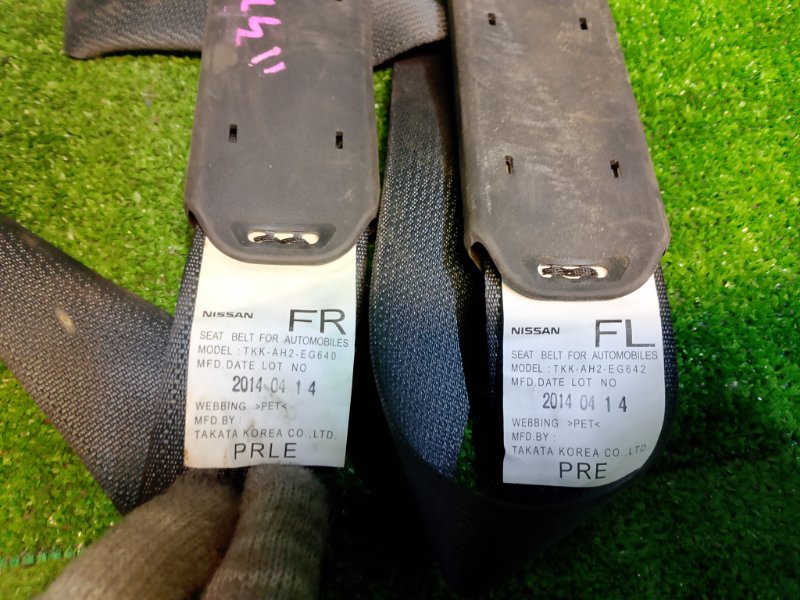 NISSAN FR
SEAT BELT FOR AUTOMOBILES
MODEL : TKK-AH2-EG640
MFD.DATE LOT NO
2014 04 1 4
WEBBING >PET<
MFD.BY :
TAKATA KOREA CO.,LTD.
PRLE
NISSAN FL
SEAT BELT FOR AUTOMOBILES
MODEL : TKK-AH2-EG642
MFD.DATE LOT NO
2014 04 1 4
WEBBING >PET<
MFD.BY :
TAKATA KOREA CO.,LTD
PRE